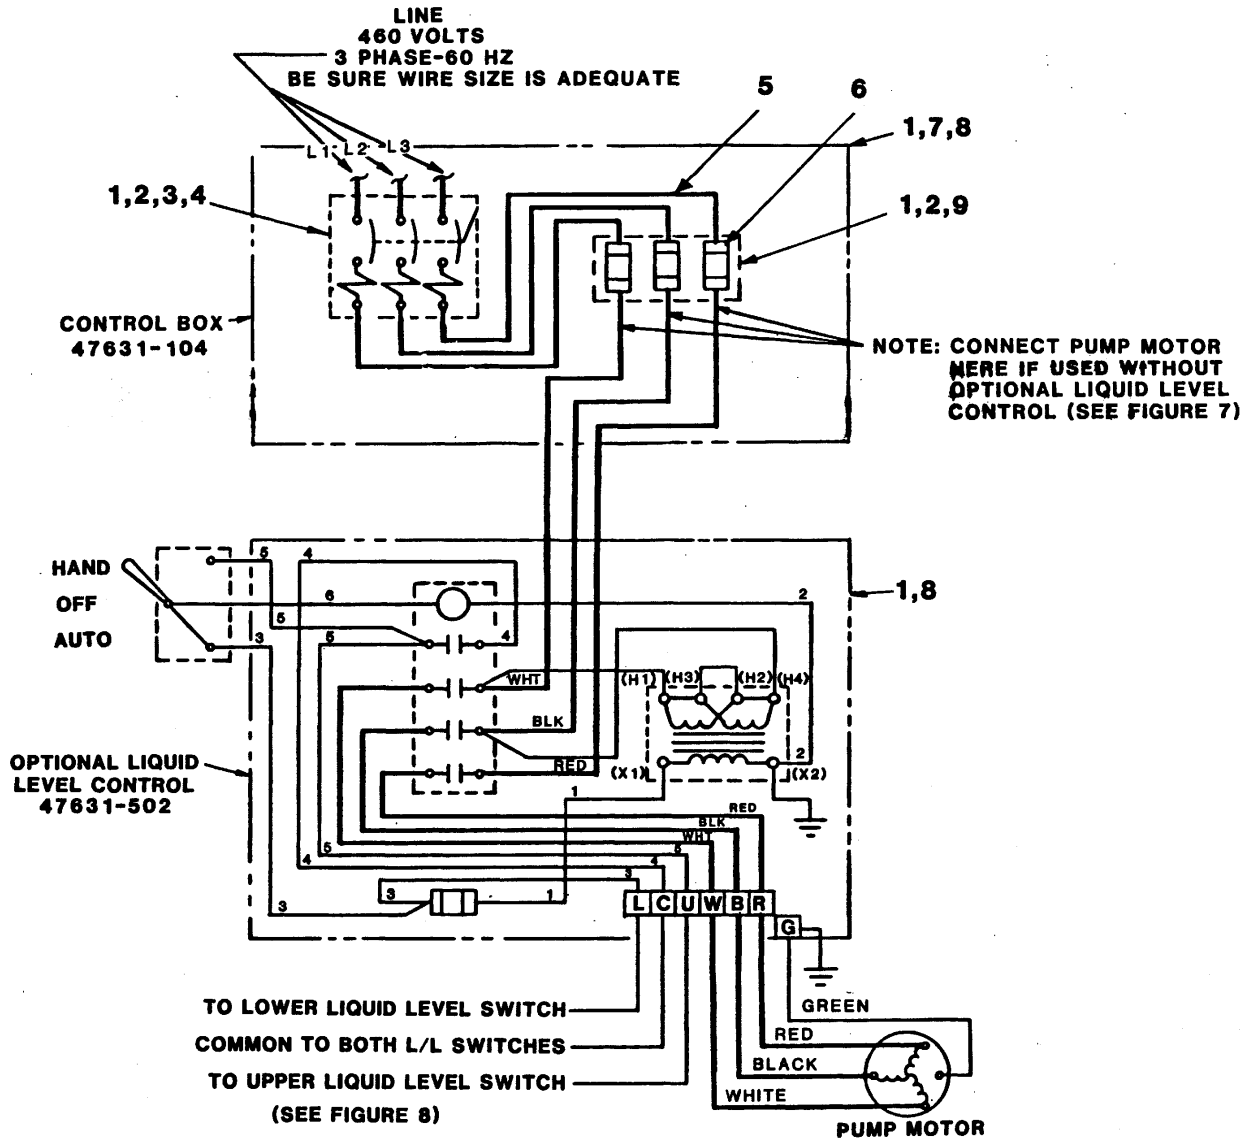 LINE
460 VOLTS
3 PHASE-60 HZ
BE SURE WIRE SIZE IS ADEQUATE
5
6
1,7,8
L1
L2
L3
1,2,3,4
1,2,9
CONTROL BOX
47631-104
NOTE: CONNECT PUMP MOTOR
HERE IF USED WITHOUT
OPTIONAL LIQUID LEVEL
CONTROL (SEE FIGURE 7)
HAND
OFF
AUTO
5
4
6
2
1,8
5
5
4
3
WHT
(H1)
(H3)
(H2)
(H4)
BLK
RED
2
(X1)
(X2)
OPTIONAL LIQUID
LEVEL CONTROL
47631-502
1
RED
BLK
WHT
5
5
4
4
3
3
1
3
L C U W B R
G
TO LOWER LIQUID LEVEL SWITCH
GREEN
RED
COMMON TO BOTH L/L SWITCHES
BLACK
TO UPPER LIQUID LEVEL SWITCH
WHITE
(SEE FIGURE 8)
PUMP MOTOR